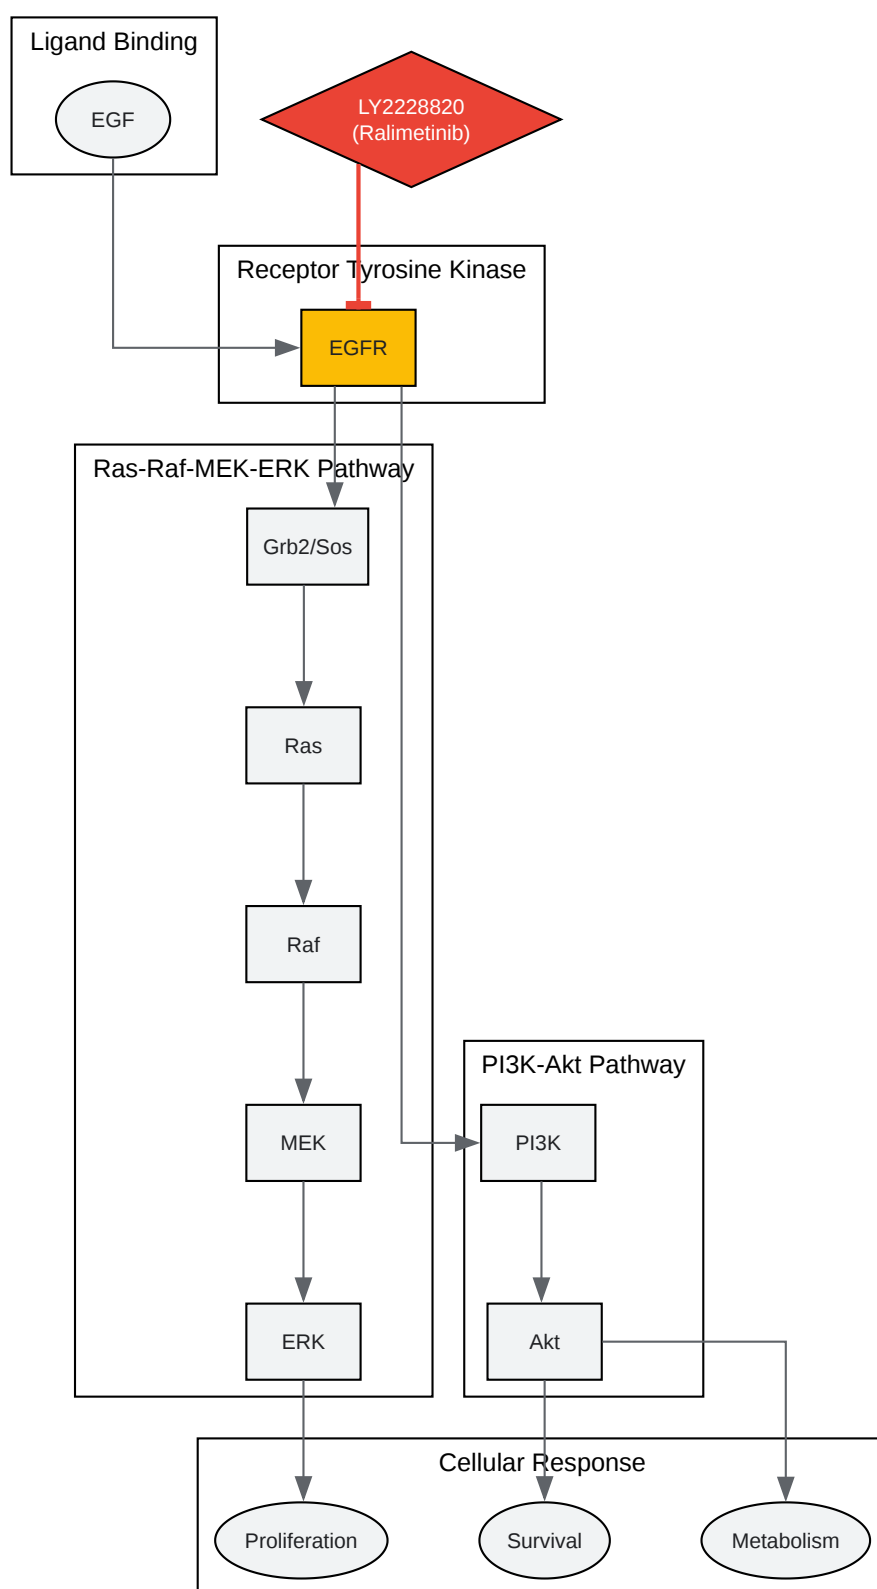 Ligand Binding
EGF
LY2228820
(Ralimetinib)
Receptor Tyrosine Kinase
EGFR
Ras-Raf-MEK-ERK Pathway
Grb2/Sos
Ras
Raf
MEK
ERK
PI3K-Akt Pathway
PI3K
Akt
Cellular Response
Proliferation
Survival
Metabolism